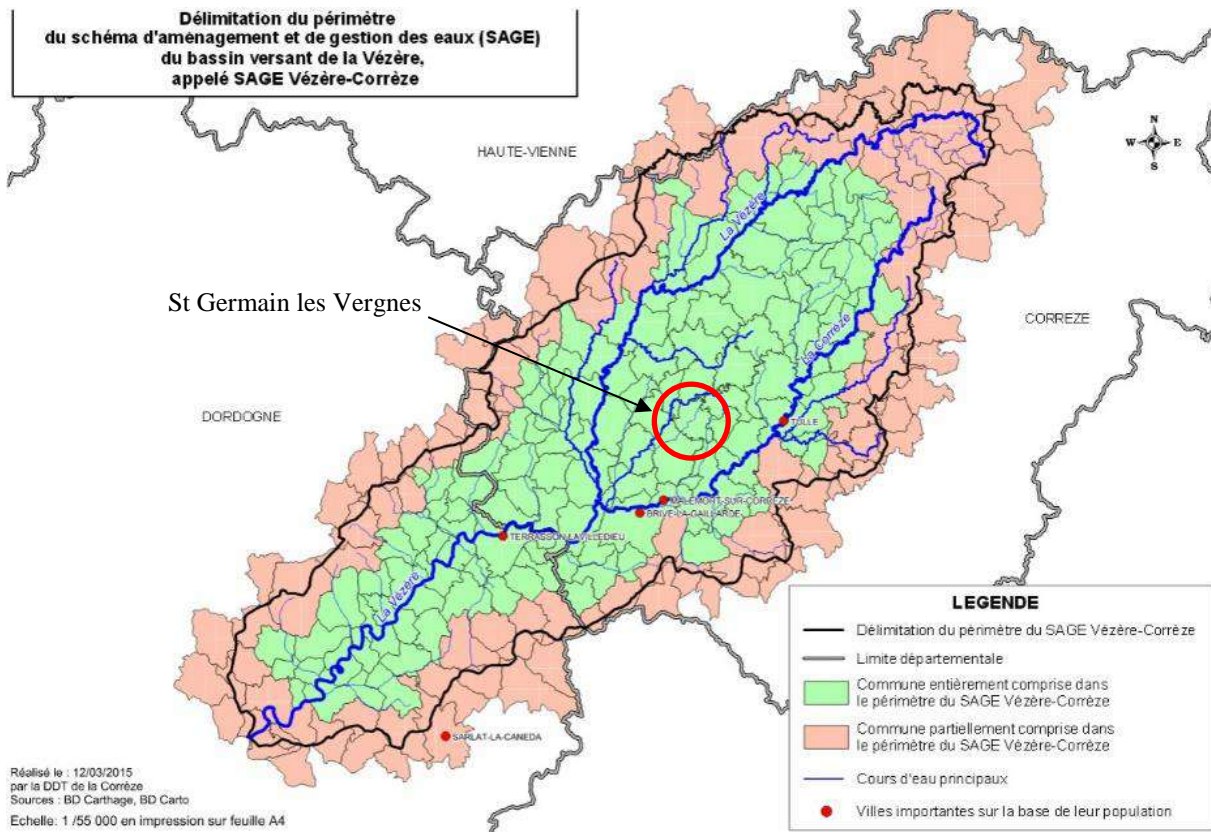 Délimitation du périmètre
du schéma d'aménagement et de gestion des eaux (SAGE)
du bassin versant de la Vézère,
appelé SAGE Vézère-Corrèze
N
W E
S
HAUTE-VIENNE
La Vézère
St Germain les Vergnes
CORREZE
La Corrèze
DORDOGNE
TULLE
MALEMORT-SUR-CORREZE
BRIVE-LA-GAILLARDE
TERRASSON-LAVILLEDIEU
La Vézère
SARLAT-LA-CANEDA
LEGENDE
Délimitation du périmètre du SAGE Vézère-Corrèze
Limite départementale
Commune entièrement comprise dans
le périmètre du SAGE Vézère-Corrèze
Commune partiellement comprise dans
le périmètre du SAGE Vézère-Corrèze
Cours d'eau principaux
Villes importantes sur la base de leur population
Réalisé le : 12/03/2015
par la DDT de la Corrèze
Sources : BD Carthage, BD Carto
Echelle: 1 /55 000 en impression sur feuille A4